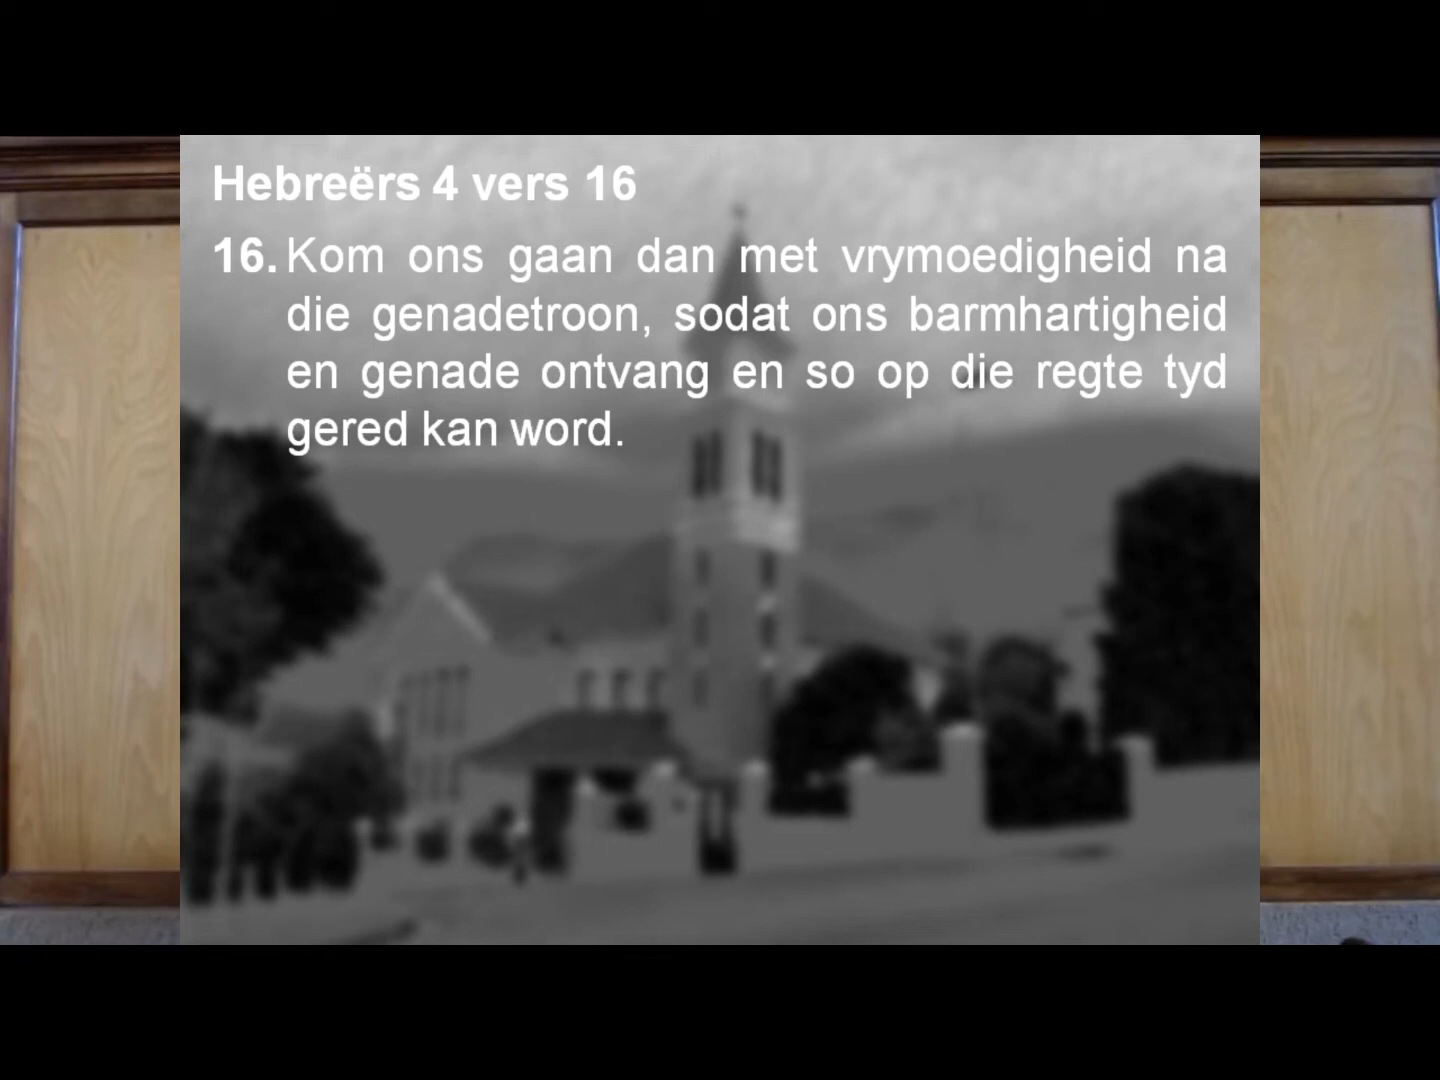 Hebreërs 4 vers 16
16. Kom ons gaan dan met vrymoedigheid na
die genadetroon, sodat ons barmhartigheid
en genade ontvang en so op die regte tyd
gered kan word.